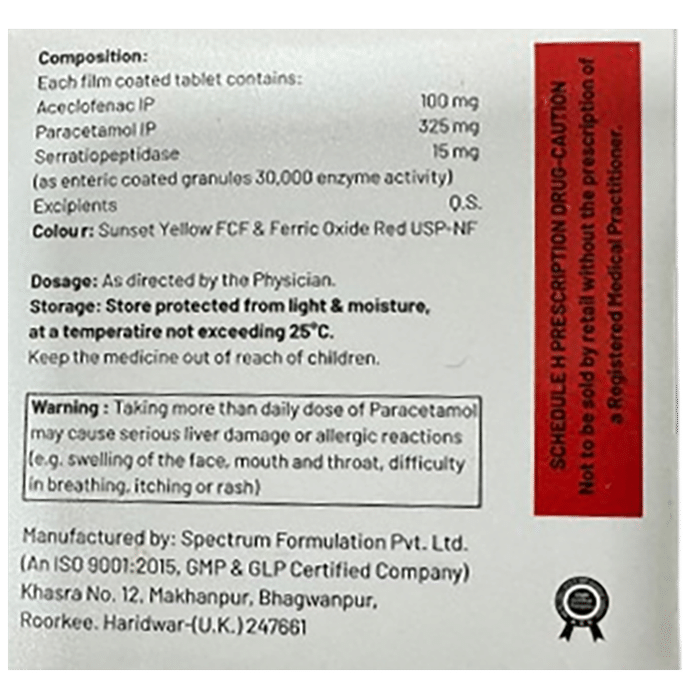 Composition:
Each film coated tablet contains:
Aceclofenac IP 100 mg
Paracetamol IP 325 mg
Serratiopeptidase 15 mg
(as enteric coated granules 30,000 enzyme activity)
Excipients Q.S.
Colour: Sunset Yellow FCF & Ferric Oxide Red USP-NF
Dosage: As directed by the Physician.
Storage: Store protected from light & moisture,
at a temperatire not exceeding 25°C.
Keep the medicine out of reach of children.
Warning : Taking more than daily dose of Paracetamol
may cause serious liver damage or allergic reactions
(e.g. swelling of the face, mouth and throat, difficulty
in breathing, itching or rash)
Manufactured by: Spectrum Formulation Pvt. Ltd.
(An ISO 9001:2015, GMP & GLP Certified Company)
Khasra No. 12, Makhanpur, Bhagwanpur,
Roorkee. Haridwar-(U.K.) 247661
SCHEDULE H PRESCRIPTION DRUG-CAUTION
Not to be sold by retail without the prescription of
a Registered Medical Practitioner.